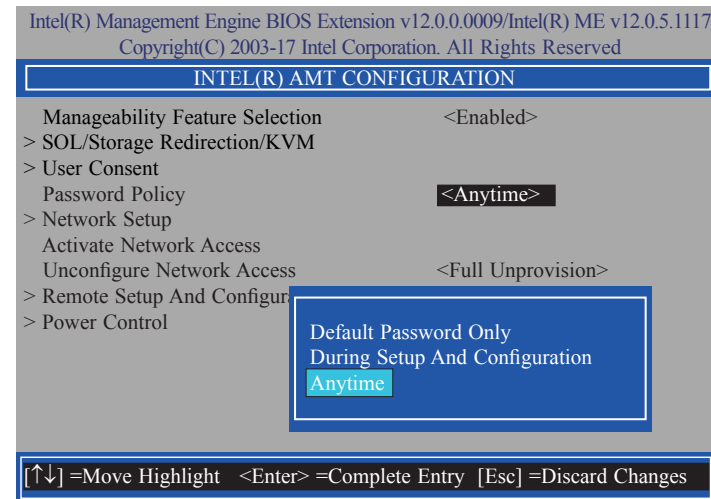 Intel(R) Management Engine BIOS Extension v12.0.0.0009/Intel(R) ME v12.0.5.1117
Copyright(C) 2003-17 Intel Corporation. All Rights Reserved
INTEL(R) AMT CONFIGURATION
Manageability Feature Selection <Enabled>
> SOL/Storage Redirection/KVM
> User Consent
Password Policy <Anytime>
> Network Setup
Activate Network Access
Unconfigure Network Access <Full Unprovision>
> Remote Setup And Configur
> Power Control
Default Password Only
During Setup And Configuration
Anytime
[↑↓] =Move Highlight <Enter> =Complete Entry [Esc] =Discard Changes